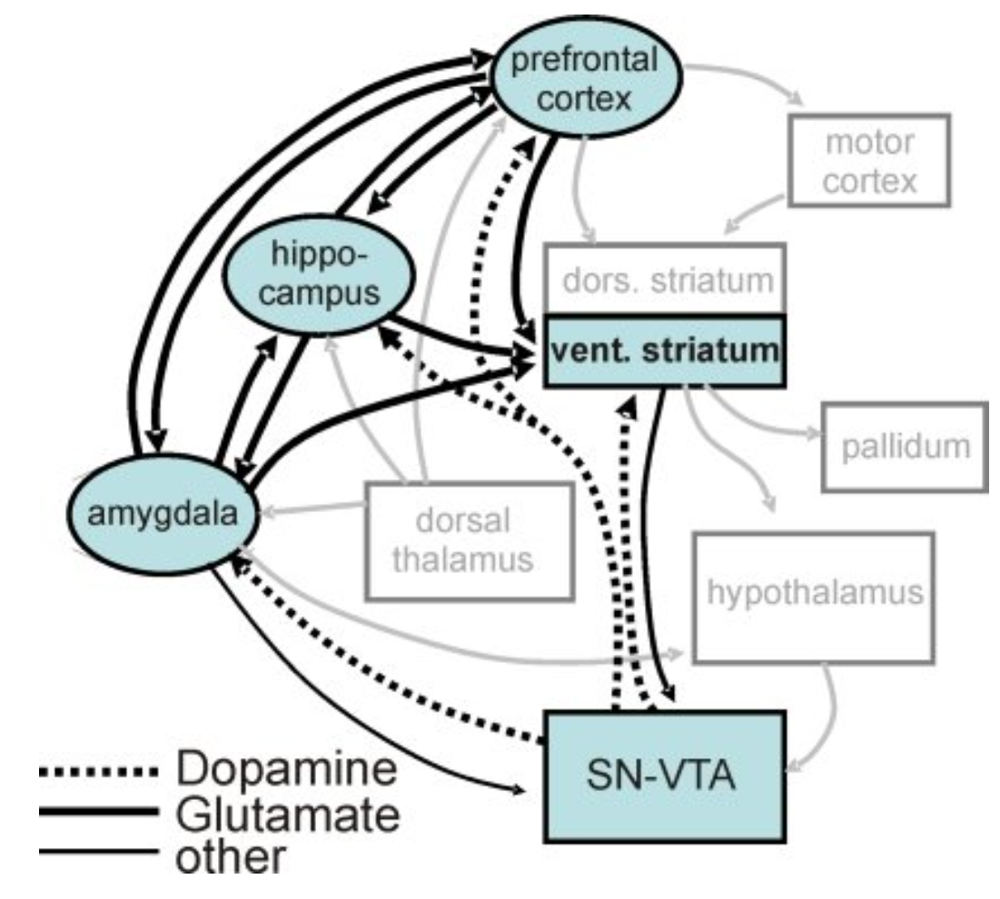 prefrontal
cortex
motor
cortex
hippo-
campus
dors. striatum
vent. striatum
pallidum
amygdala
dorsal
thalamus
hypothalamus
SN-VTA
Dopamine
Glutamate
other